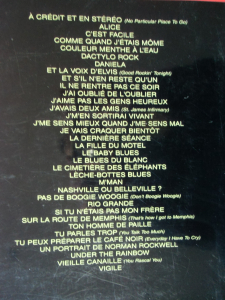 À CRÉDIT ET EN STÉRÉO (No Particular Place To Go)
ALICE
C'EST FACILE
COMME QUAND J'ÉTAIS MÔME
COULEUR MENTHE À L'EAU
DACTYLO ROCK
DANIELA
ET LA VOIX D'ELVIS (Good Rockin' Tonight)
ET S'IL N'EN RESTE QU'UN
IL NE RENTRE PAS CE SOIR
J'AI OUBLIÉ DE L'OUBLIER
J'AIME PAS LES GENS HEUREUX
J'AVAIS DEUX AMIS (St. James Infirmary)
J'M'EN SORTIRAI VIVANT
J'ME SENS MIEUX QUAND J'ME SENS MAL
JE VAIS CRAQUER BIENTÔT
LA DERNIÈRE SÉANCE
LA FILLE DU MOTEL
LE BABY BLUES
LE BLUES DU BLANC
LE CIMETIÈRE DES ÉLÉPHANTS
LÈCHE-BOTTES BLUES
M'MAN
NASHVILLE OU BELLEVILLE ?
PAS DE BOOGIE WOOGIE (Don't Boogie Woogie)
RIO GRANDE
SI TU N'ÉTAIS PAS MON FRÈRE
SUR LA ROUTE DE MEMPHIS (That's how I got to Memphis)
TON HOMME DE PAILLE
TU PARLES TROP (You Talk Too Much)
TU PEUX PRÉPARER LE CAFÉ NOIR (Everyday I Have To Cry)
UN PORTRAIT DE NORMAN ROCKWELL
UNDER THE RAINBOW
VIEILLE CANAILLE (You Rascal You)
VIGILE